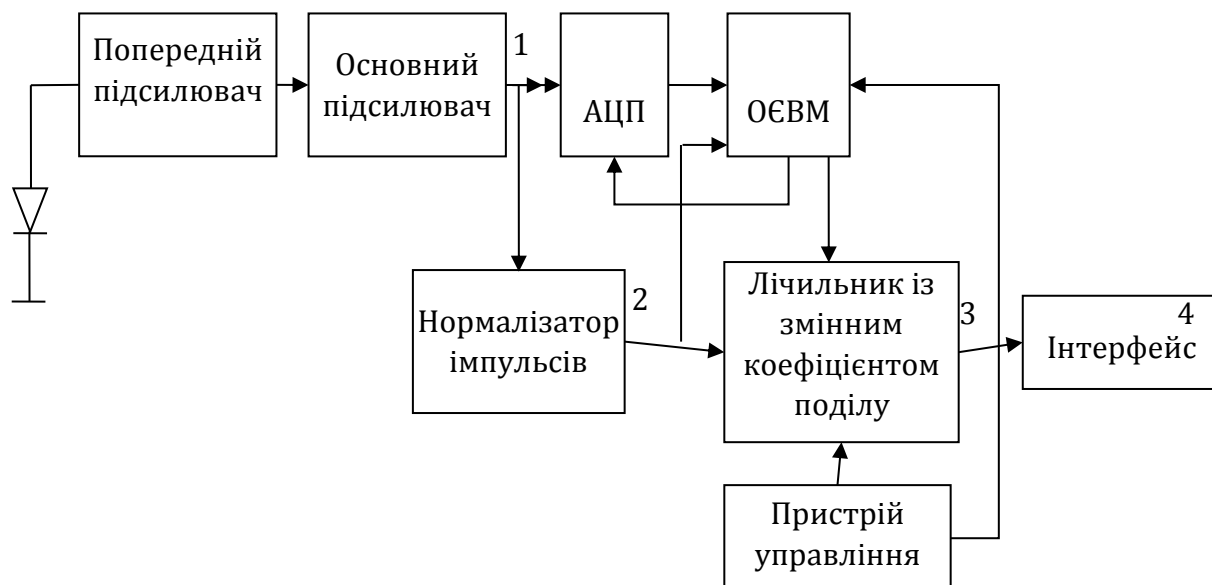 Попередній
підсилювач
Основний
підсилювач
1
АЦП
ОЄВМ
Нормалізатор
імпульсів
2
Лічильник із
змінним
коефіцієнтом
поділу
3
4
Інтерфейс
Пристрій
управління